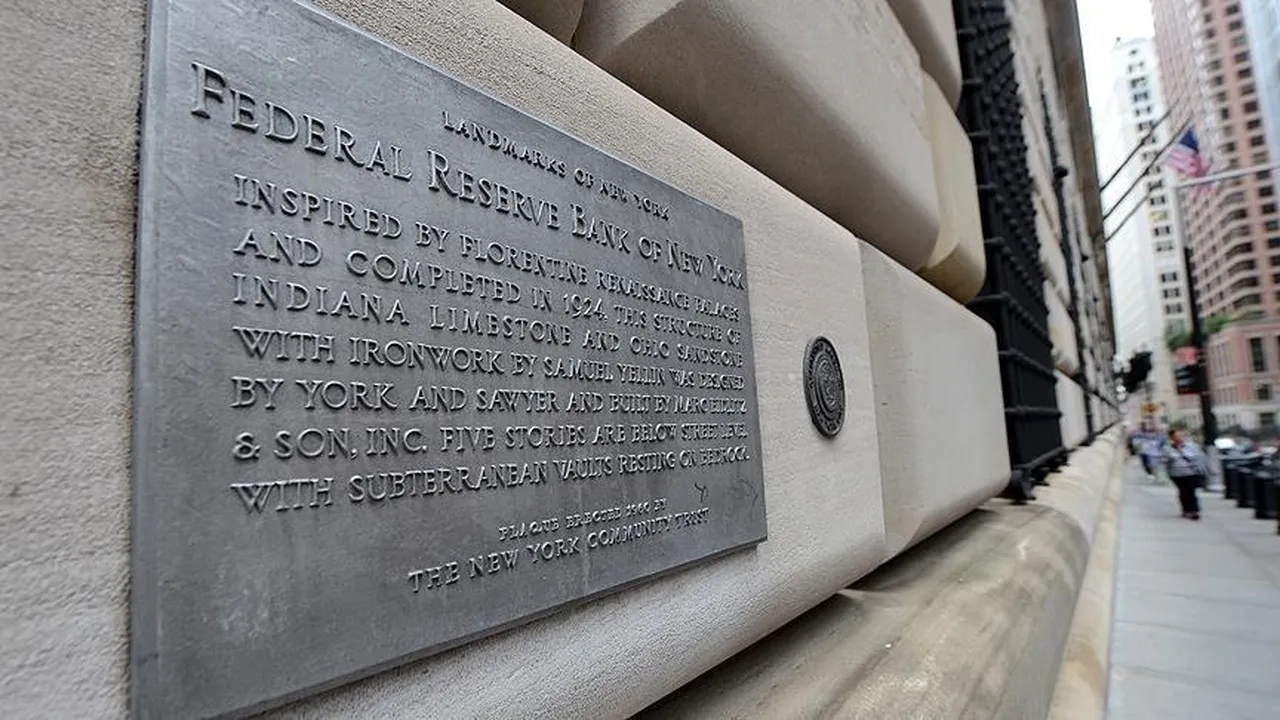 LANDMARKS OF NEW YORK
FEDERAL RESERVE BANK OF NEW YORK
INSPIRED BY FLORENTINE RENAISSANCE PALACES
AND COMPLETED IN 1924, THIS STRUCTURE OF
INDIANA LIMESTONE AND OHIO SANDSTONE
WITH IRONWORK BY SAMUEL YELLIN WAS DESIGNED
BY YORK AND SAWYER AND BUILT BY MARC EIDLITZ
& SON, INC. FIVE STORIES ARE BELOW STREET LEVEL
WITH SUBTERRANEAN VAULTS RESTING ON BEDROCK.
PLAQUE ERECTED 1960 BY
THE NEW YORK COMMUNITY TRUST